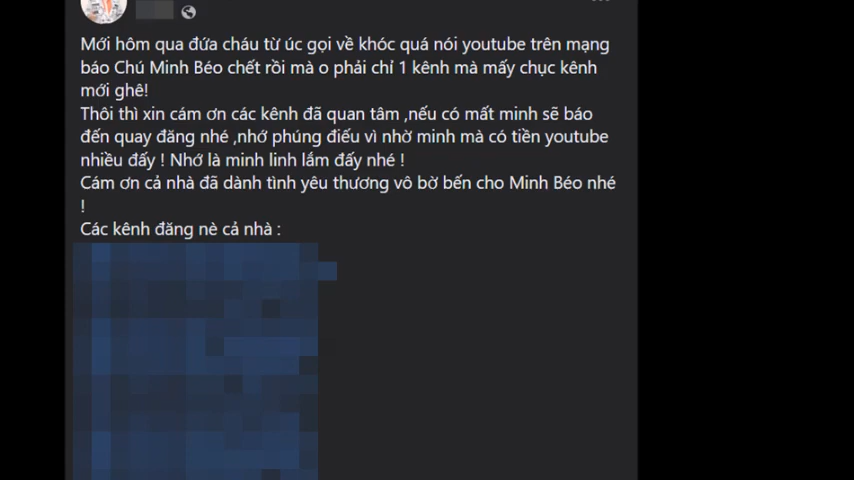 Mới hôm qua đứa cháu từ úc gọi về khóc quá nói youtube trên mạng
báo Chú Minh Béo chết rồi mà o phải chỉ 1 kênh mà mấy chục kênh
mới ghê!
Thôi thì xin cám ơn các kênh đã quan tâm ,nếu có mất minh sẽ báo
đến quay đăng nhé ,nhớ phúng điếu vì nhờ minh mà có tiền youtube
nhiều đấy ! Nhớ là minh linh lắm đấy nhé !
Cám ơn cả nhà đã dành tình yêu thương vô bờ bến cho Minh Béo nhé
!
Các kênh đăng nè cả nhà :